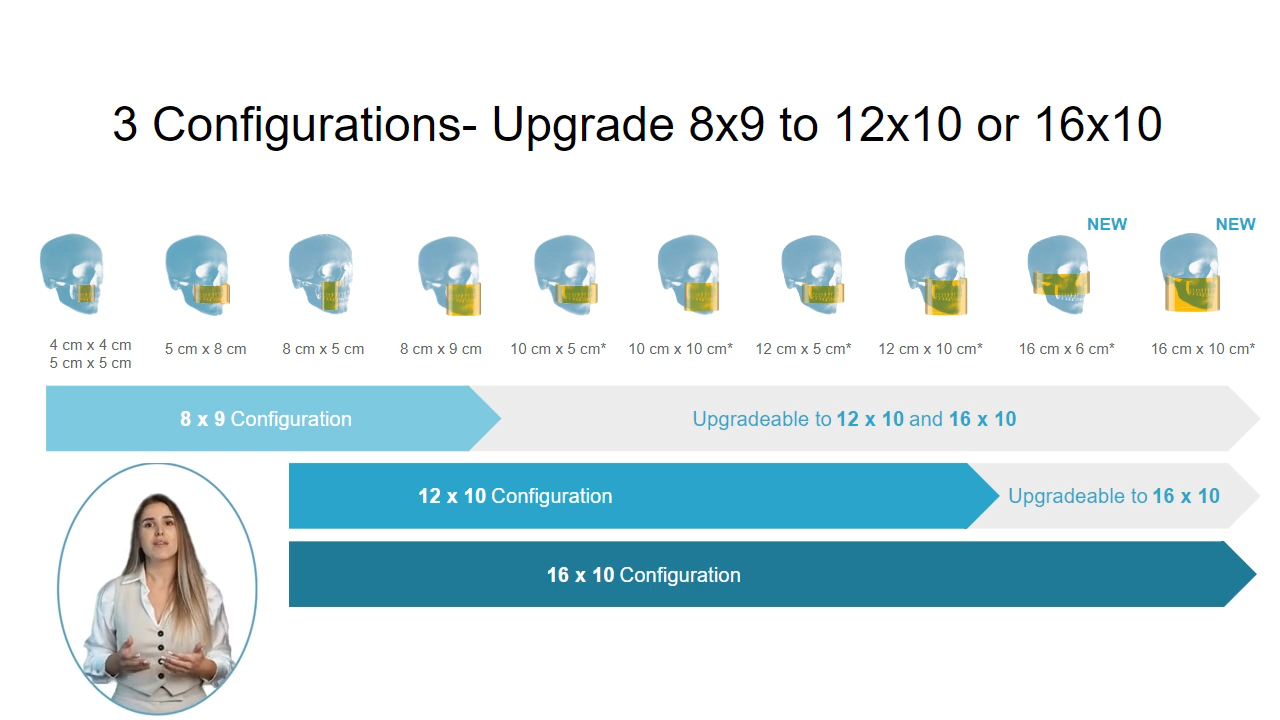 3 Configurations- Upgrade 8x9 to 12x10 or 16x10
NEW
NEW
4 cm x 4 cm
5 cm x 5 cm
5 cm x 8 cm
8 cm x 5 cm
8 cm x 9 cm
10 cm x 5 cm*
10 cm x 10 cm*
12 cm x 5 cm*
12 cm x 10 cm*
16 cm x 6 cm*
16 cm x 10 cm*
8 x 9 Configuration
Upgradeable to 12 x 10 and 16 x 10
12 x 10 Configuration
Upgradeable to 16 x 10
16 x 10 Configuration